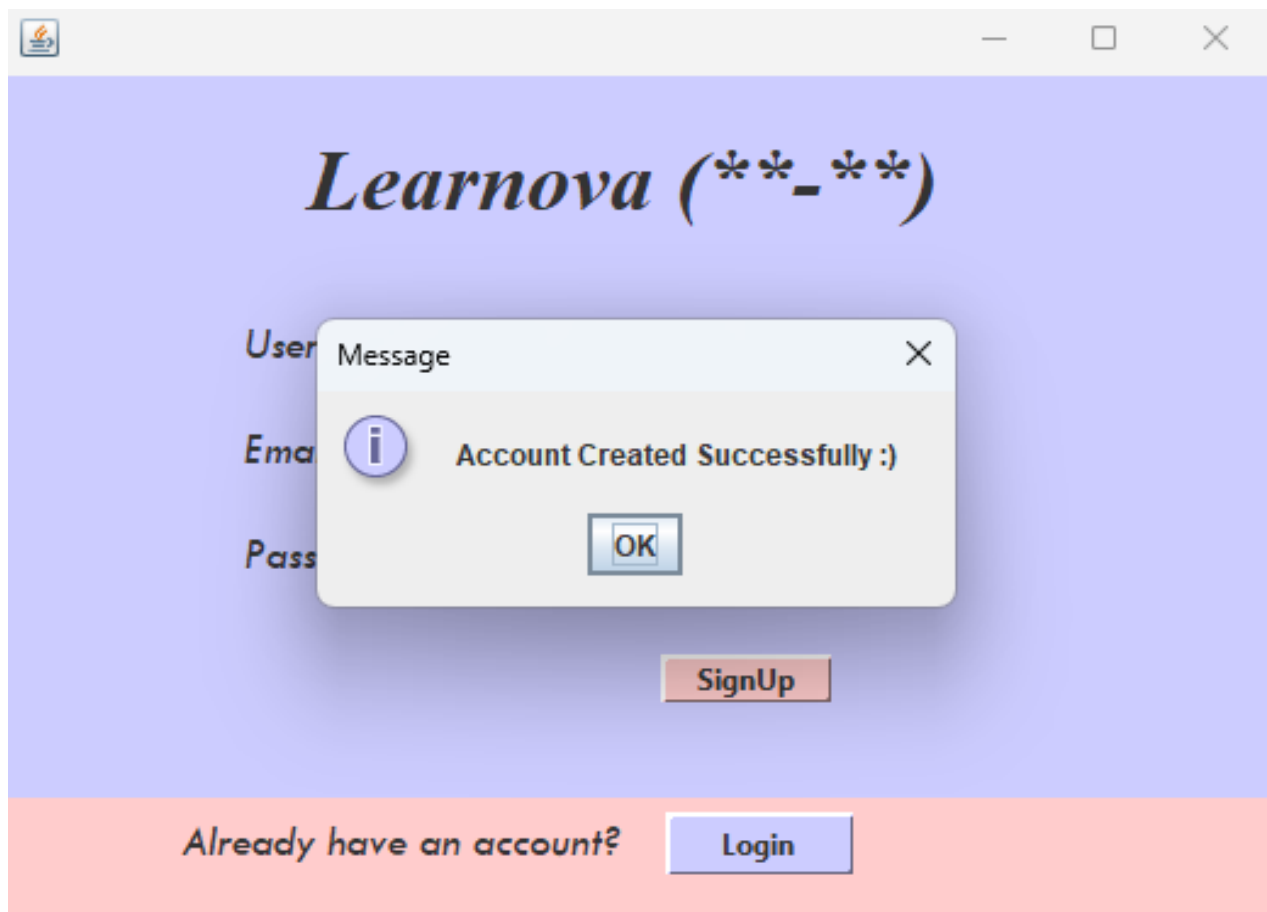 Learnova (**-**)
User
Message
Ema
Account Created Successfully :)
OK
Pass
SignUp
Already have an account?
Login